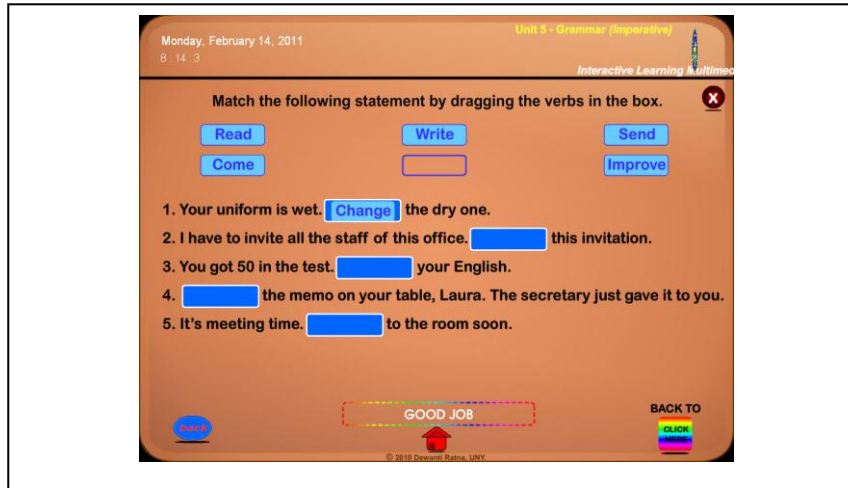 Monday, February 14, 2011
8 : 14 : 3
Unit 5 - Grammar (Imperative)
Interactive Learning Multimed
Match the following statement by dragging the verbs in the box.
X
Read Write Send
Come Improve
1. Your uniform is wet. Change the dry one.
2. I have to invite all the staff of this office. this invitation.
3. You got 50 in the test. your English.
4. the memo on your table, Laura. The secretary just gave it to you.
5. It's meeting time. to the room soon.
back
GOOD JOB
BACK TO
CLICK
HERE
© 2010 Dewanti Ratna, UNY.